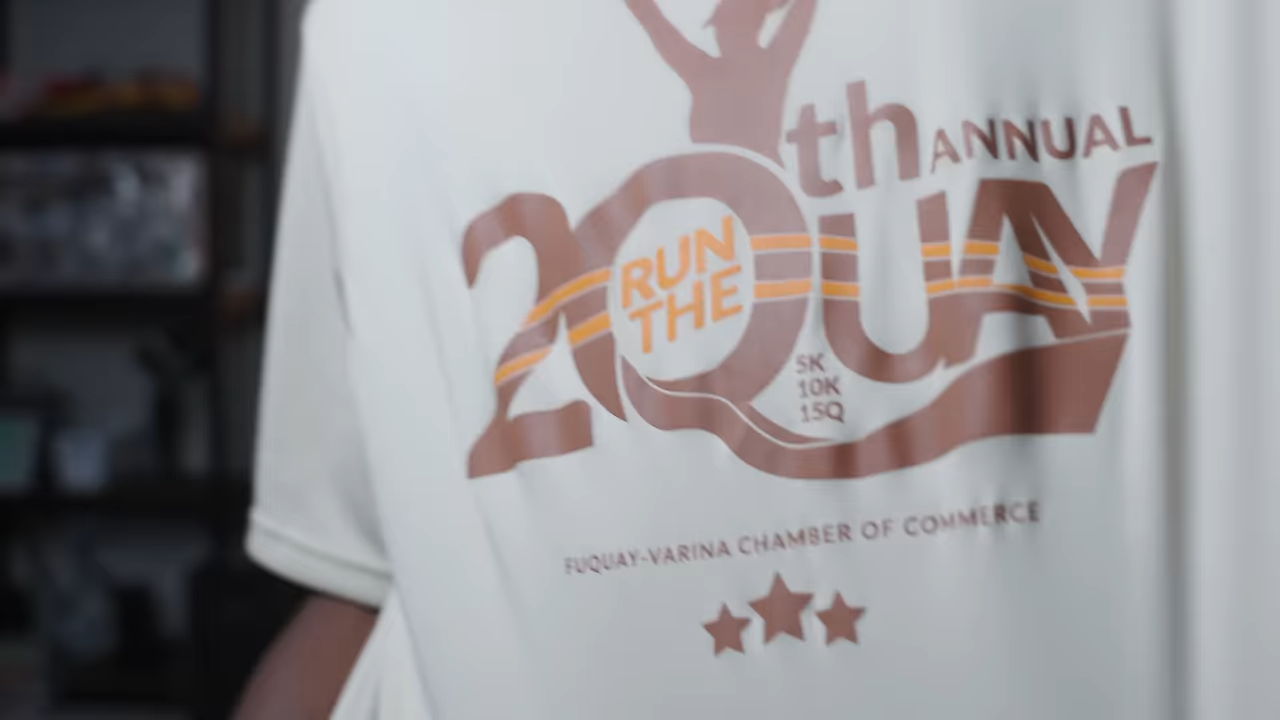 20th ANNUAL
RUN
THE
QUAY
5K
10K
15Q
FUQUAY-VARINA CHAMBER OF COMMERCE